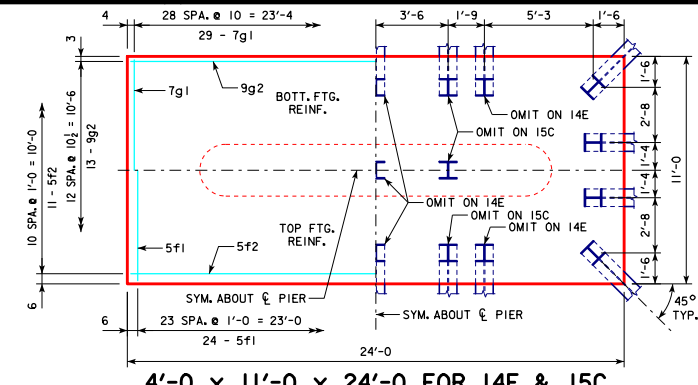 4
28 SPA. @ 10 = 23'-4
29 - 7g1
3'-6
1'-9
5'-3
1'-6
3
7g1
9g2
BOTT. FTG.
REINF.
OMIT ON 14E
OMIT ON 15C
1'-6
2'-8
1'-4
1'-4
2'-8
1'-6
11'-0
10 SPA. @ 1'-0 = 10'-0
11 - 5f2
12 SPA. @ 10 1/2 = 10'-6
13 - 9g2
OMIT ON 14E
TOP FTG.
REINF.
OMIT ON 15C
OMIT ON 14E
5f1
5f2
6
SYM. ABOUT ℄ PIER
SYM. ABOUT ℄ PIER
45°
TYP.
6
23 SPA. @ 1'-0 = 23'-0
24 - 5f1
24'-0
4'-0 x 11'-0 x 24'-0 FOR 14E & 15C